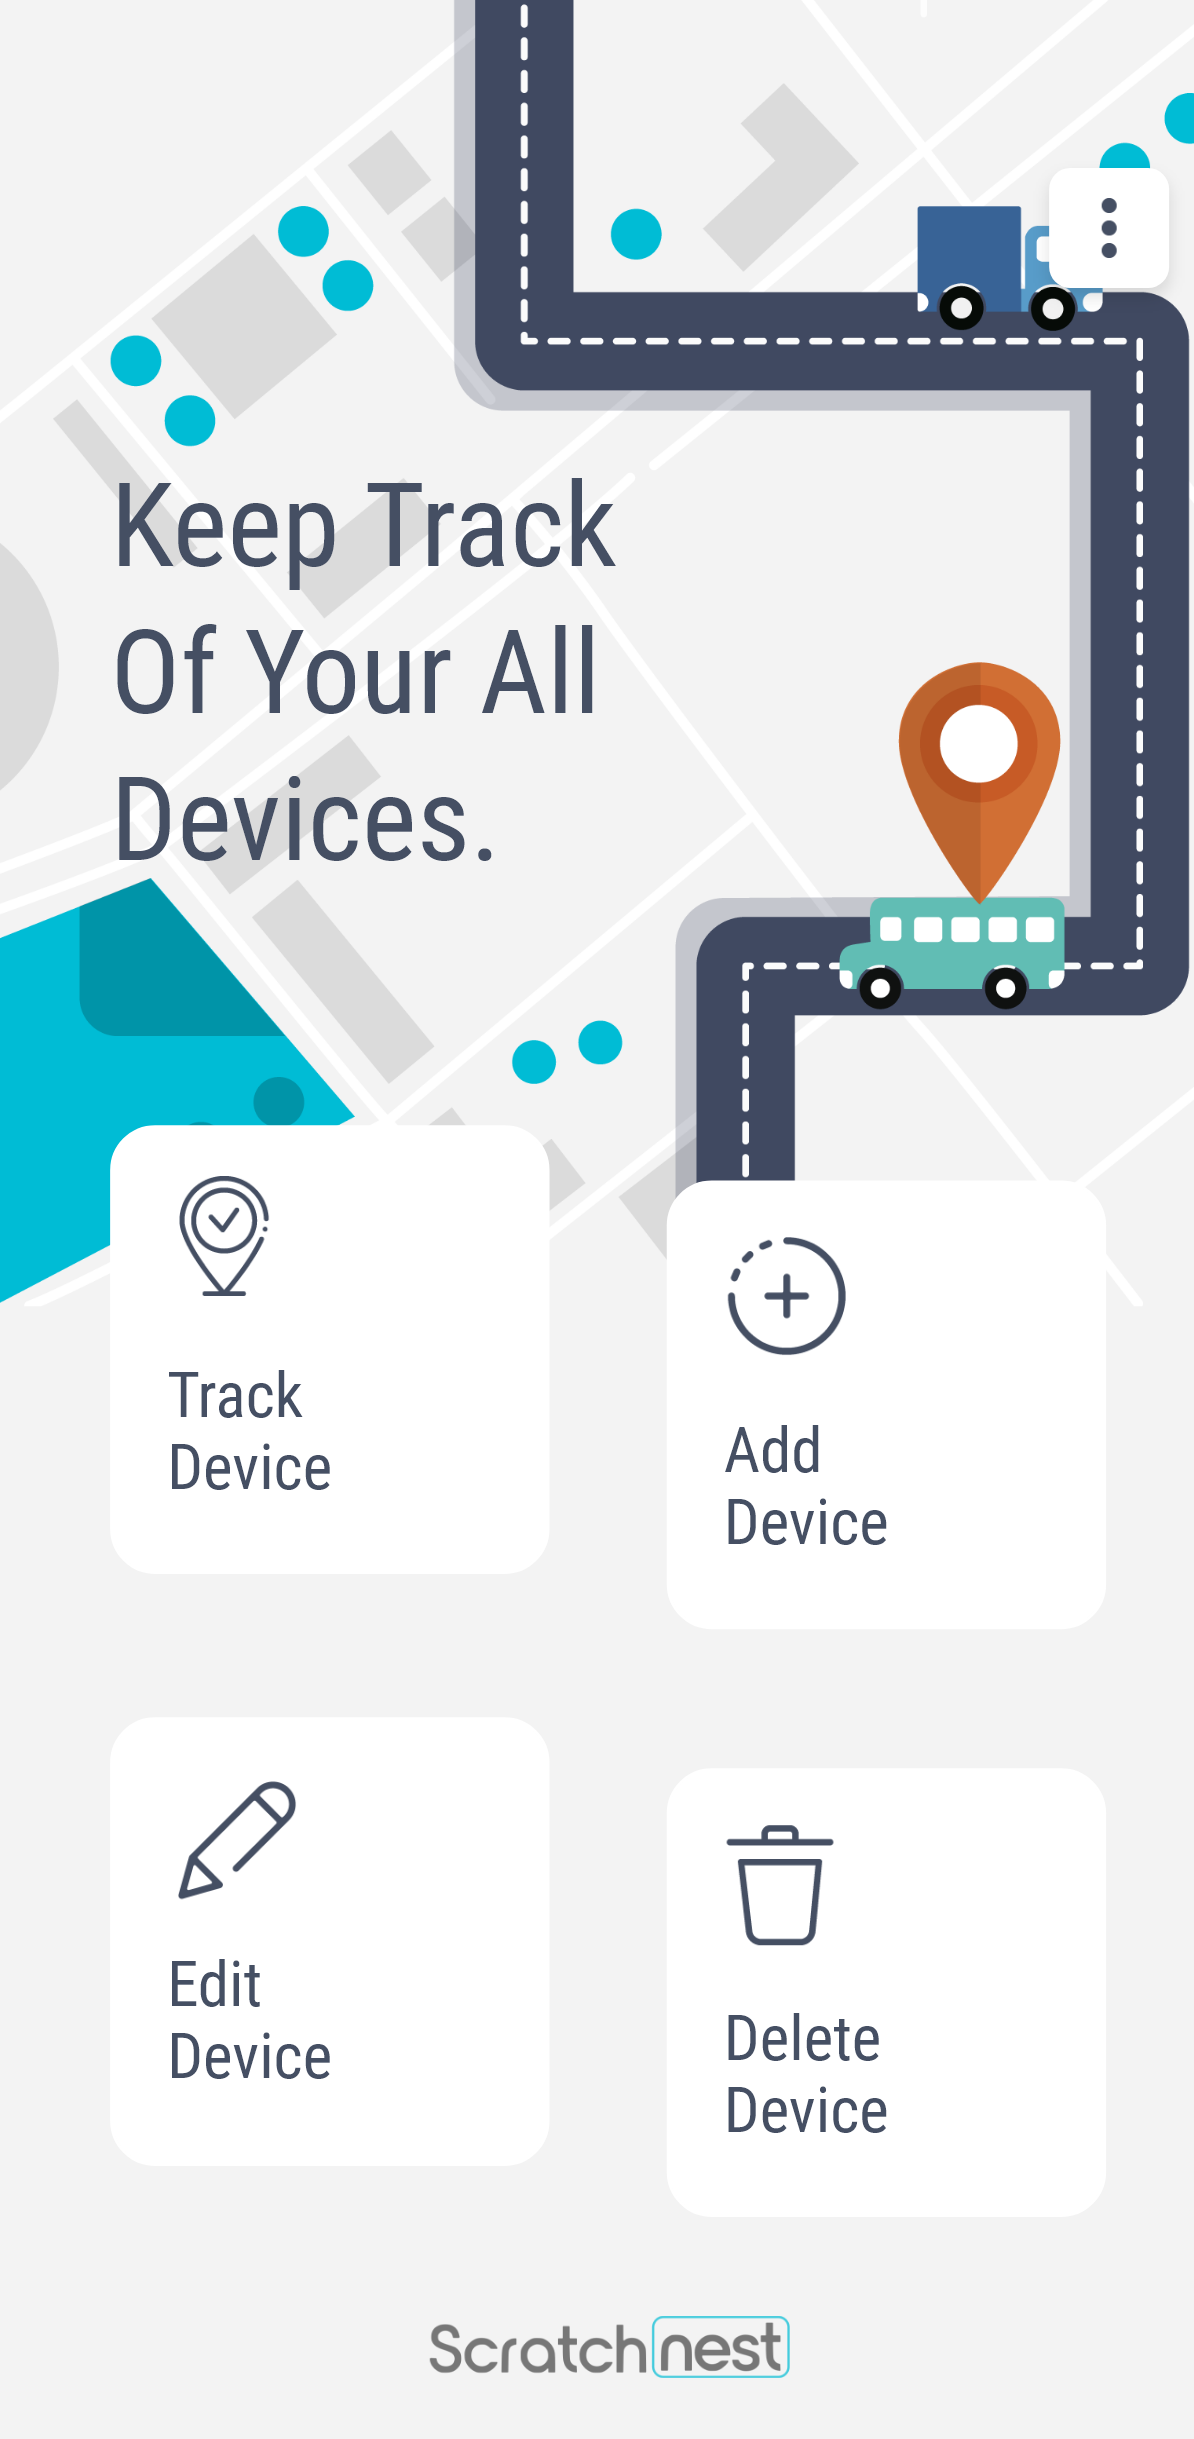 Keep Track
Of Your All
Devices.
Track
Device
Add
Device
Edit
Device
Delete
Device
Scratchnest